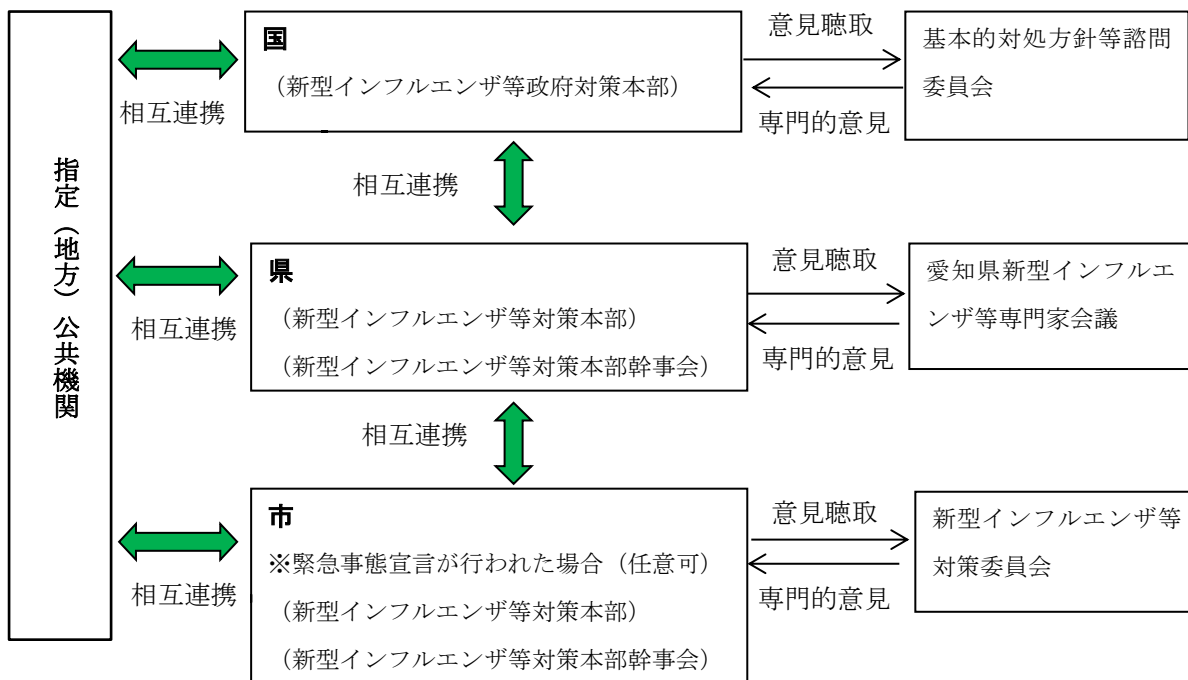 指定（地方）公共機関
相互連携
国
（新型インフルエンザ等政府対策本部）
意見聴取
専門的意見
基本的対処方針等諮問
委員会
相互連携
相互連携
県
（新型インフルエンザ等対策本部）
（新型インフルエンザ等対策本部幹事会）
意見聴取
専門的意見
愛知県新型インフルエ
ンザ等専門家会議
相互連携
相互連携
市
※緊急事態宣言が行われた場合（任意可）
（新型インフルエンザ等対策本部）
（新型インフルエンザ等対策本部幹事会）
意見聴取
専門的意見
新型インフルエンザ等
対策委員会